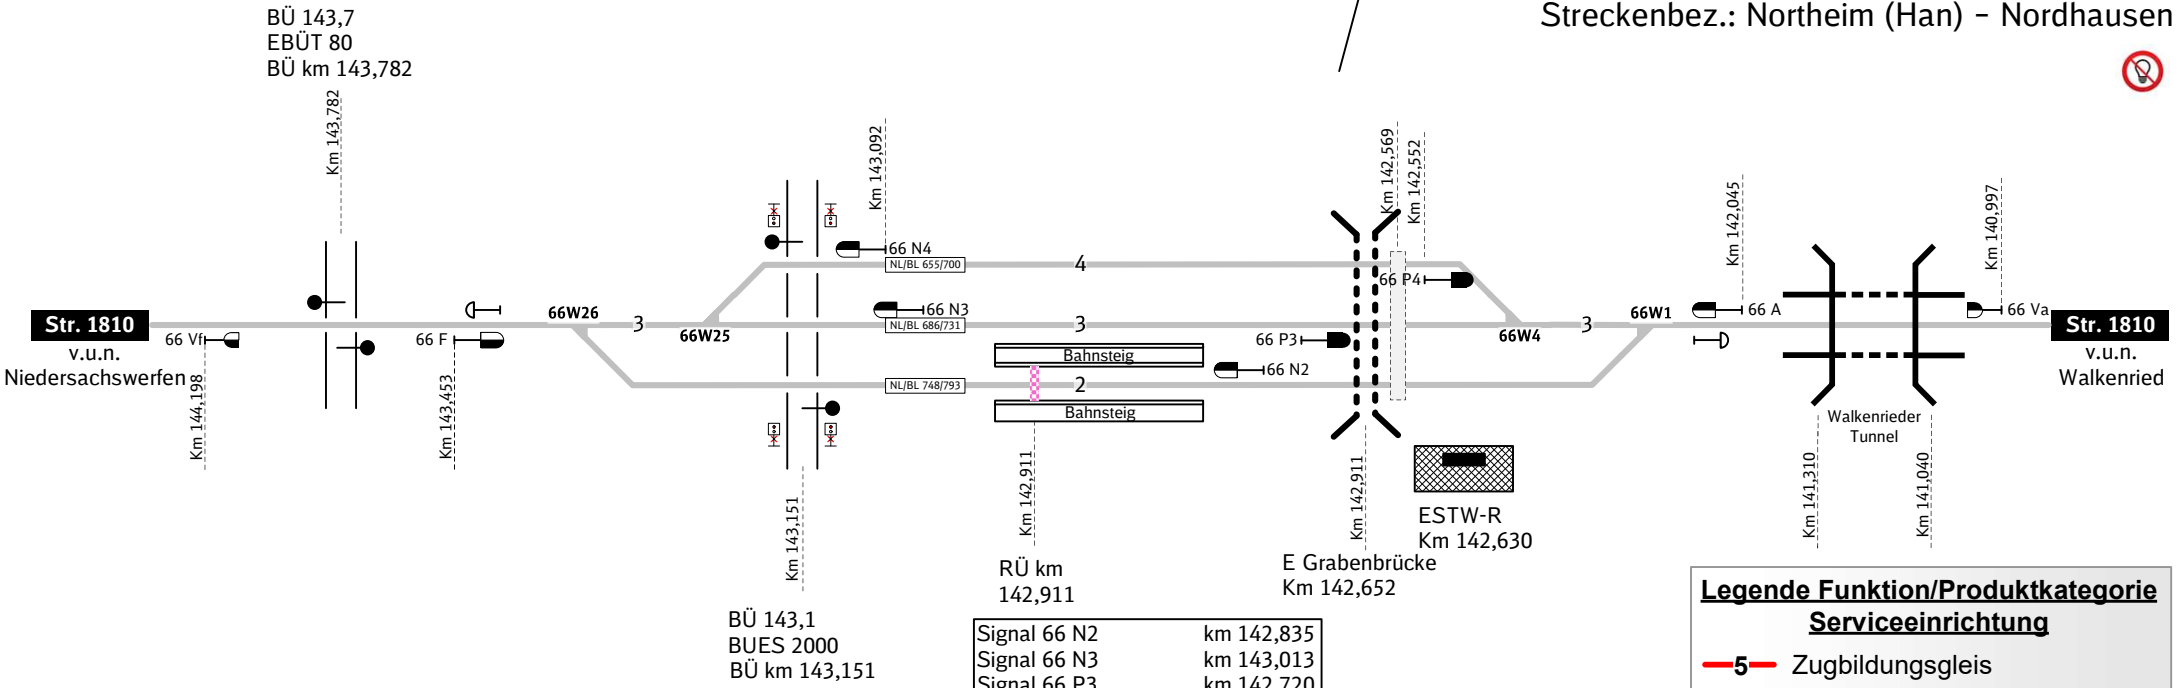 BÜ 143,7
EBÜT 80
BÜ km 143,782
Streckenbez.: Northeim (Han) – Nordhausen
Km 143,782
Km 143,092
Km 142,569
Km 142,552
Km 142,045
Km 140,997
66 N4
NL/BL 655/700
4
66 P4
66W26
3
66W25
66 N3
NL/BL 686/731
3
66W4
3
66W1
66 A
66 Va
Str. 1810
v.u.n.
Niedersachswerfen
66 Vf
66 F
66 P3
Bahnsteig
66 N2
NL/BL 748/793
2
Bahnsteig
Str. 1810
v.u.n.
Walkenried
Walkenrieder
Tunnel
Km 144,198
Km 143,453
Km 143,151
Km 142,911
Km 142,911
Km 141,310
Km 141,040
ESTW-R
Km 142,630
E Grabenbrücke
Km 142,652
RÜ km
142,911
BÜ 143,1
BUES 2000
BÜ km 143,151
Signal 66 N2 km 142,835
Signal 66 N3 km 143,013
Signal 66 P3 km 142,720
Legende Funktion/Produktkategorie
Serviceeinrichtung
5 Zugbildungsgleis